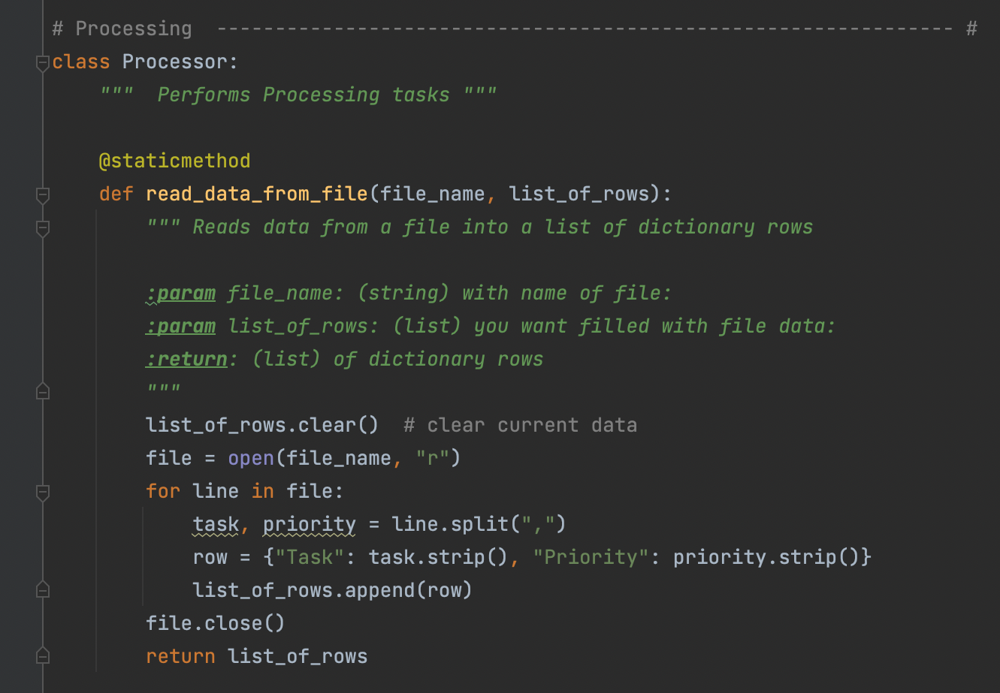 # Processing  --------------------------------------------------------------- #
class Processor:
    """  Performs Processing tasks """

    @staticmethod
    def read_data_from_file(file_name, list_of_rows):
        """ Reads data from a file into a list of dictionary rows

        :param file_name: (string) with name of file:
        :param list_of_rows: (list) you want filled with file data:
        :return: (list) of dictionary rows
        """
        list_of_rows.clear()  # clear current data
        file = open(file_name, "r")
        for line in file:
            task, priority = line.split(",")
            row = {"Task": task.strip(), "Priority": priority.strip()}
            list_of_rows.append(row)
        file.close()
        return list_of_rows